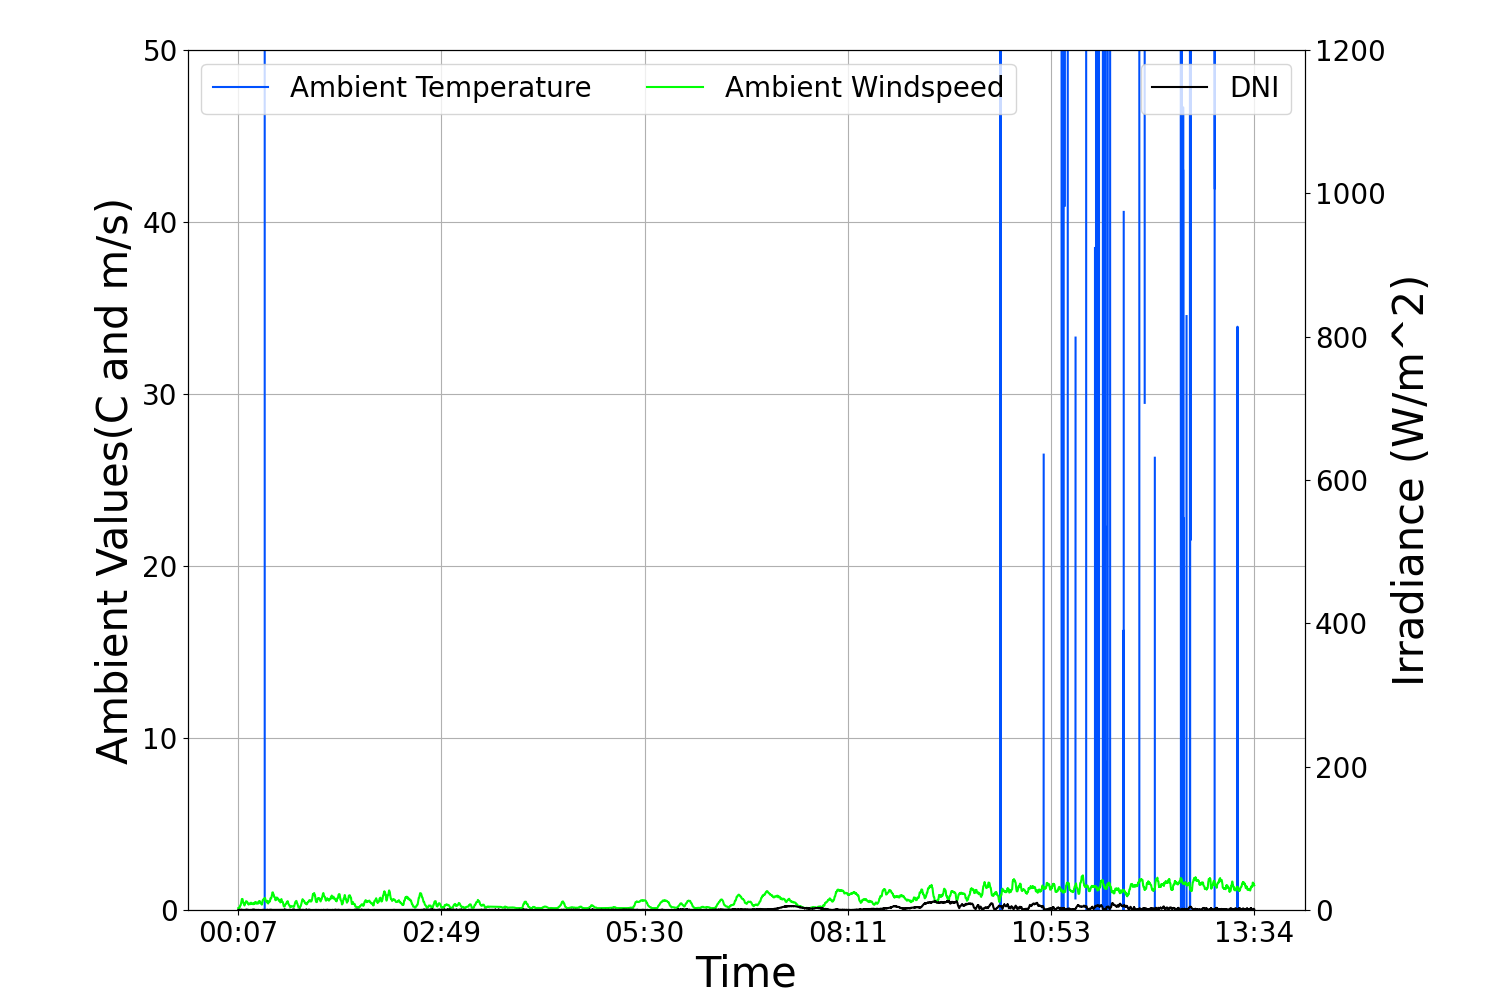 Ambient Temperature Ambient Windspeed DNI
Ambient Values(C and m/s)
50
40
30
20
10
0
1200
1000
800
600
400
200
0
Irradiance (W/m^2)
00:07 02:49 05:30 08:11 10:53 13:34
Time